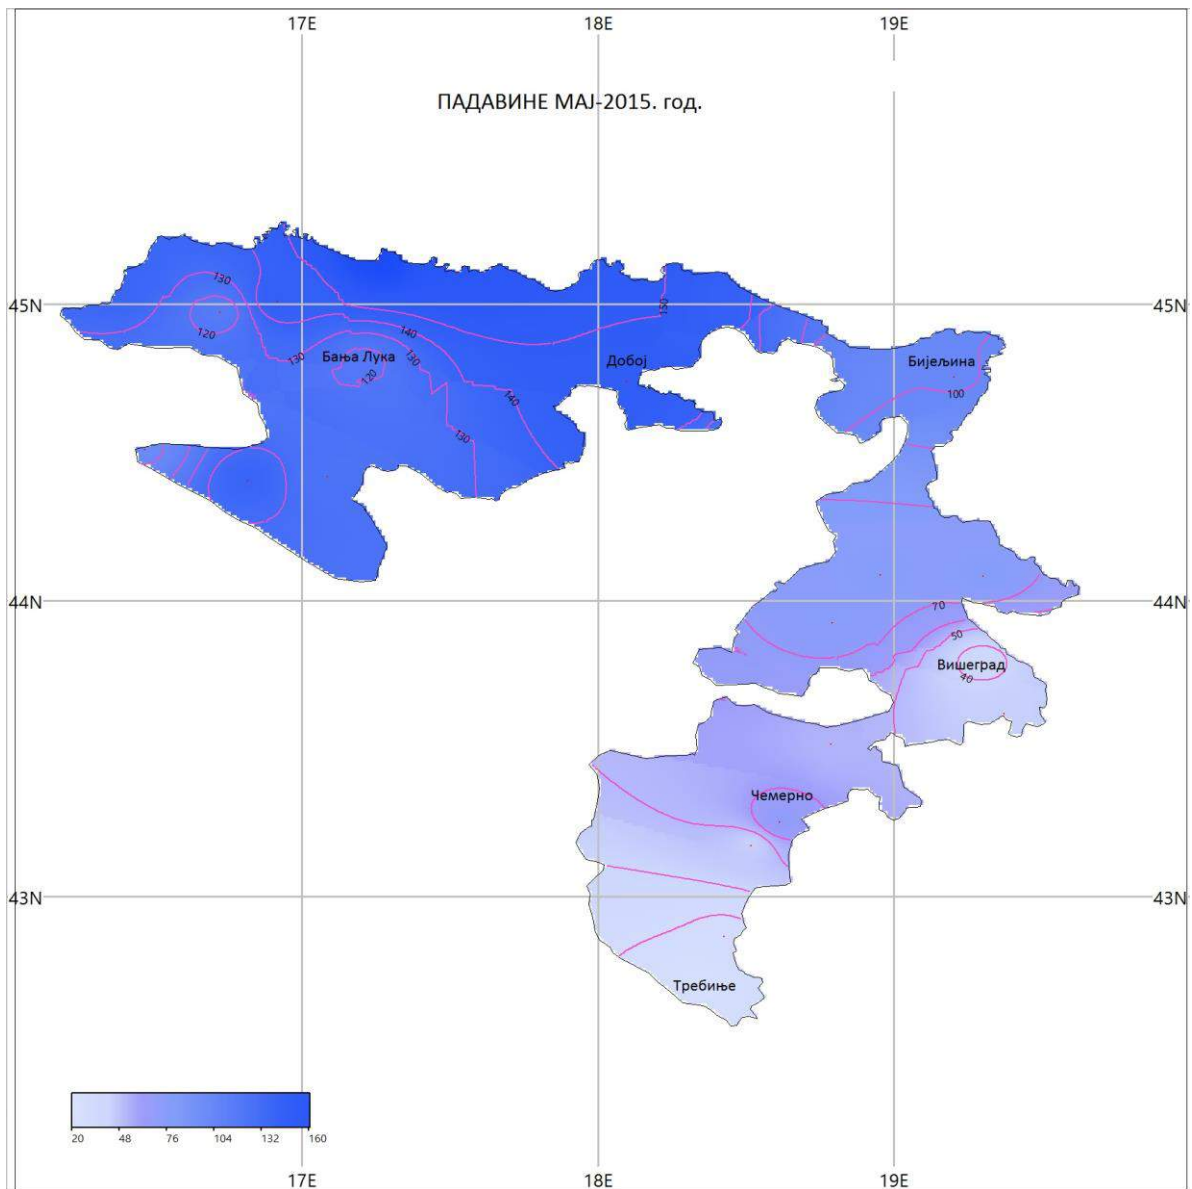 17E 18E 19E
ПАДАВИНЕ МАЈ-2015. год.
130
45N 150 45N
120 140
130 Бања Лука 130 Добој Бијељина
120 140 100
130
44N 70 44N
50
Вишеград
40
Чемерно
43N 43N
Требиње
20 48 76 104 132 160
17E 18E 19E